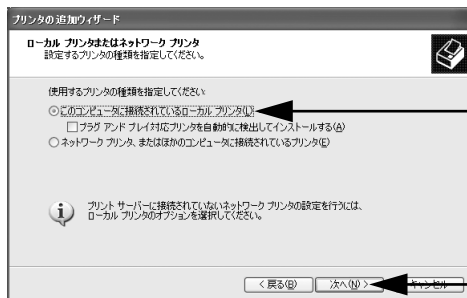 プリンタの追加ウィザード
ローカル プリンタまたはネットワーク プリンタ
設定するプリンタの種類を指定してください。
使用するプリンタの種類を指定してください:
このコンピュータに接続されているローカル プリンタ(L)
プラグ アンド プレイ対応プリンタを自動的に検出してインストールする(A)
ネットワーク プリンタ、またはほかのコンピュータに接続されているプリンタ(E)
プリント サーバーに接続されていないネットワーク プリンタの設定を行うには、
ローカル プリンタのオプションを選択してください。
< 戻る(B) 次へ(N) > キャンセル